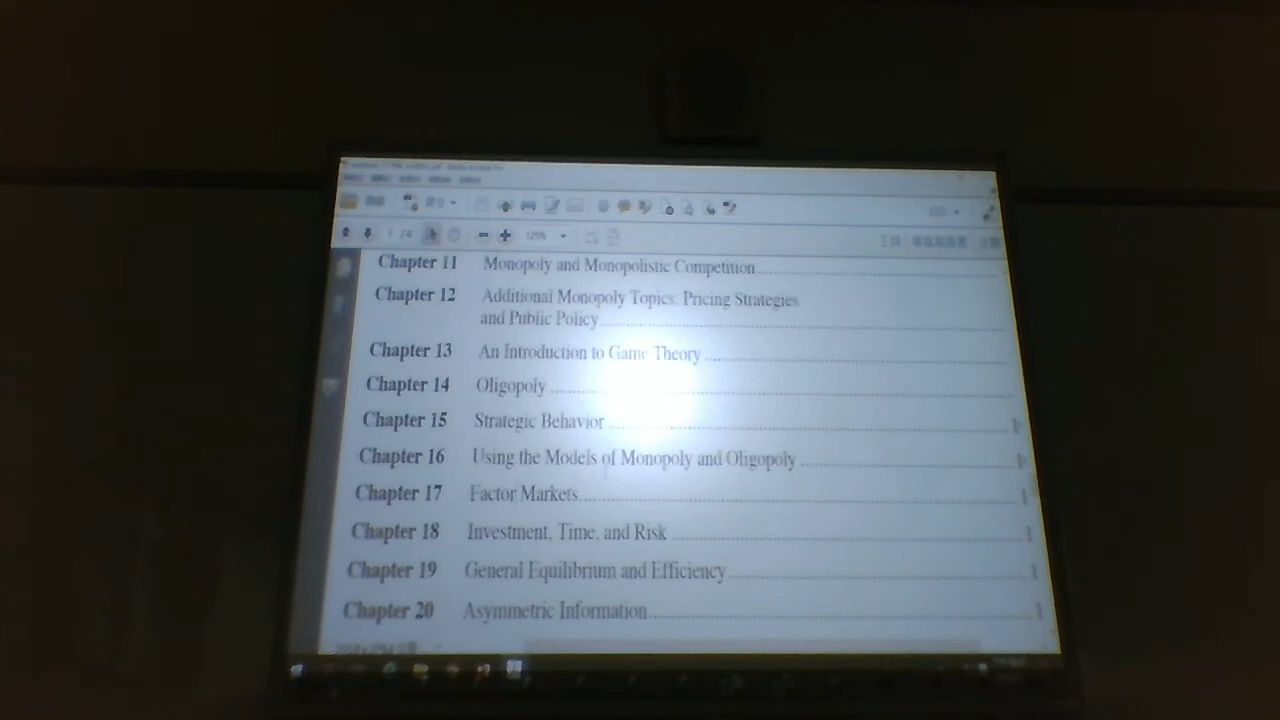 125%
Chapter 11 Monopoly and Monopolistic Competition
Chapter 12 Additional Monopoly Topics: Pricing Strategies
and Public Policy
Chapter 13 An Introduction to Game Theory
Chapter 14 Oligopoly
Chapter 15 Strategic Behavior
Chapter 16 Using the Models of Monopoly and Oligopoly
Chapter 17 Factor Markets
Chapter 18 Investment, Time, and Risk
Chapter 19 General Equilibrium and Efficiency
Chapter 20 Asymmetric Information